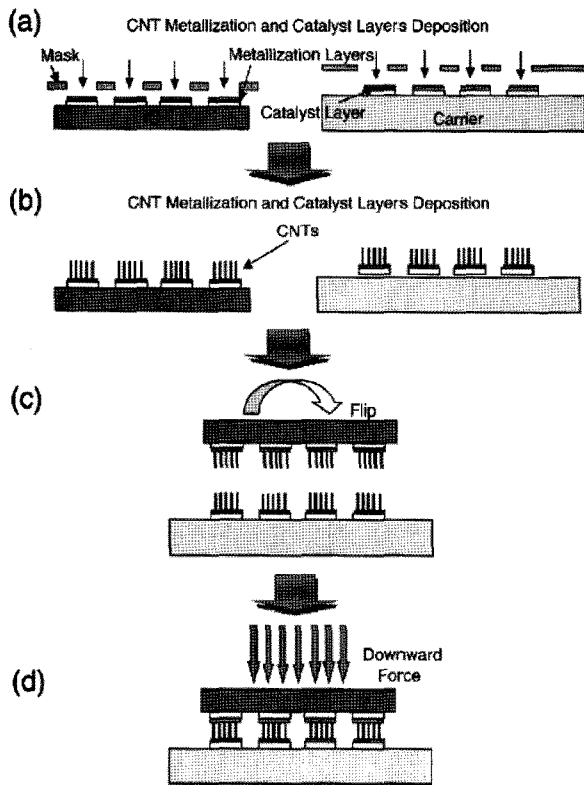 (a)
CNT Metallization and Catalyst Layers Deposition
Mask
Metallization Layers
Catalyst Layer
Carrier
(b)
CNT Metallization and Catalyst Layers Deposition
CNTs
(c)
Flip
(d)
Downward
Force